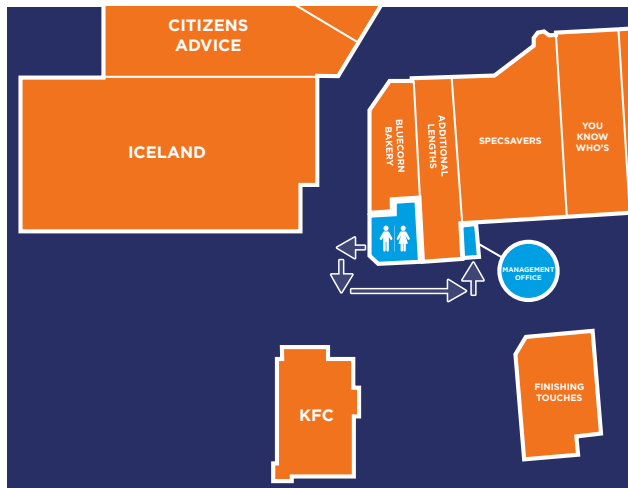 CITIZENS
ADVICE
ICELAND
BLUECORN
BAKERY
ADDITIONAL
LENGTHS
SPECSAVERS
YOU
KNOW
WHO'S
MANAGEMENT
OFFICE
KFC
FINISHING
TOUCHES